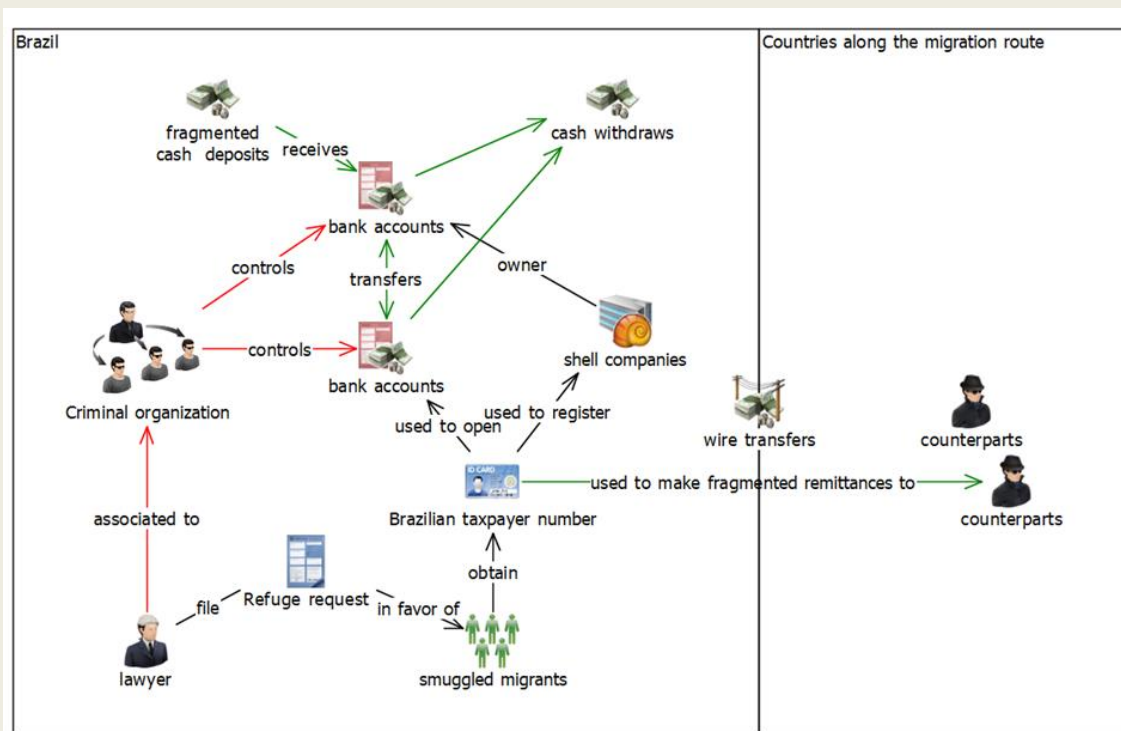 Brazil
Countries along the migration route
fragmented
cash deposits
receives
cash withdraws
bank accounts
controls
owner
transfers
controls
bank accounts
shell companies
Criminal organization
used to open
used to register
wire transfers
counterparts
ID CARD
used to make fragmented remittances to
Brazilian taxpayer number
counterparts
associated to
obtain
Refuge request
file
in favor of
lawyer
smuggled migrants